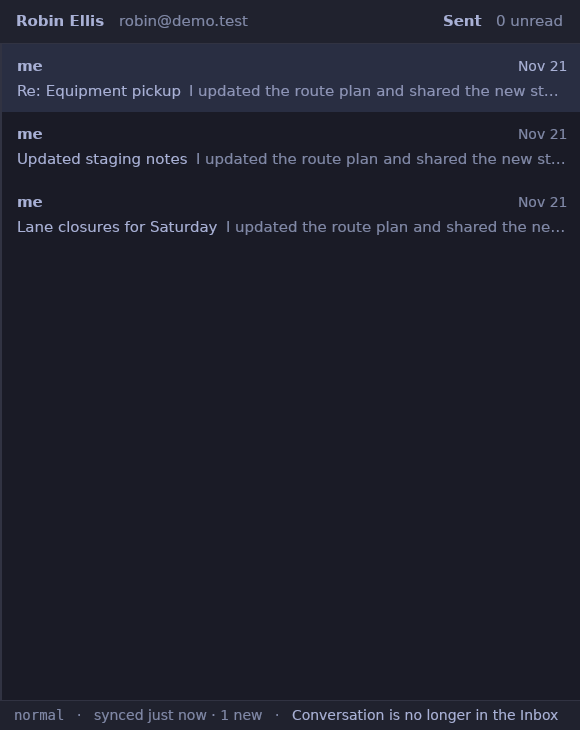 Robin Ellis robin@demo.test Sent 0 unread
me Nov 21
Re: Equipment pickup I updated the route plan and shared the new st…
me Nov 21
Updated staging notes I updated the route plan and shared the new st…
me Nov 21
Lane closures for Saturday I updated the route plan and shared the ne…
normal · synced just now · 1 new · Conversation is no longer in the Inbox